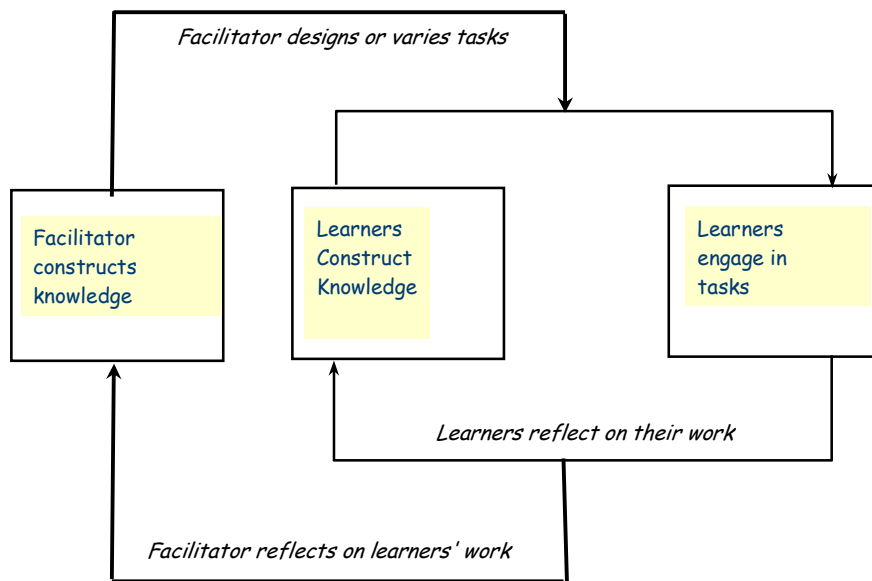 Facilitator designs or varies tasks
Facilitator
constructs
knowledge
Learners
Construct
Knowledge
Learners
engage in
tasks
Learners reflect on their work
Facilitator reflects on learners' work